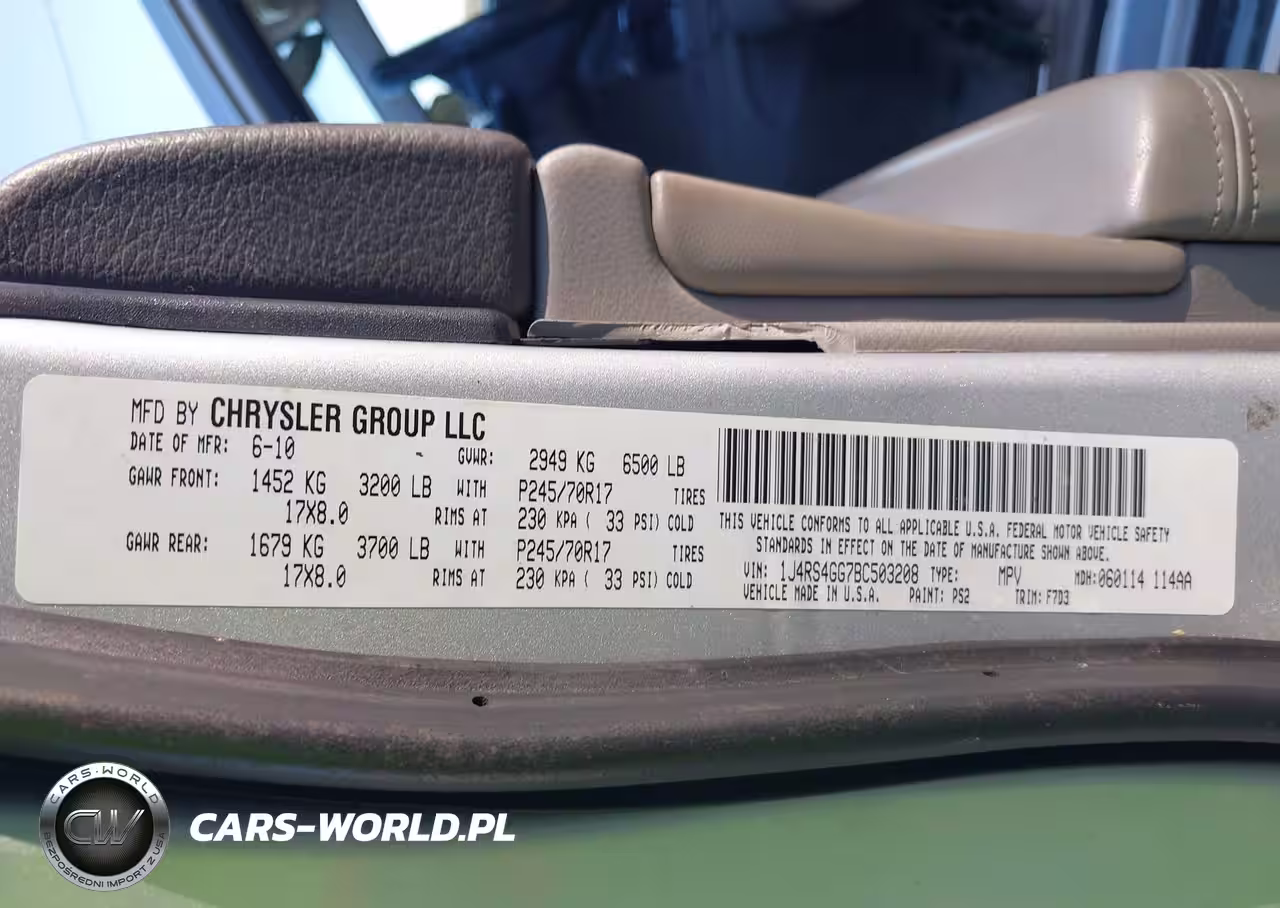 MFD BY CHRYSLER GROUP LLC
DATE OF MFR: 6-10 GVWR: 2949 KG 6500 LB
GAWR FRONT: 1452 KG 3200 LB WITH P245/70R17 TIRES
17X8.0 RIMS AT 230 KPA ( 33 PSI) COLD
GAWR REAR: 1679 KG 3700 LB WITH P245/70R17 TIRES
17X8.0 RIMS AT 230 KPA ( 33 PSI) COLD
THIS VEHICLE CONFORMS TO ALL APPLICABLE U.S.A. FEDERAL MOTOR VEHICLE SAFETY
STANDARDS IN EFFECT ON THE DATE OF MANUFACTURE SHOWN ABOVE.
VIN: 1J4RS4GG7BC503208 TYPE: MPV MDH:060114 114AA
VEHICLE MADE IN U.S.A. PAINT: PS2 TRIM: F7D3
CARS-WORLD
CW
BEZPOŚREDNI IMPORT Z USA
CARS-WORLD.PL